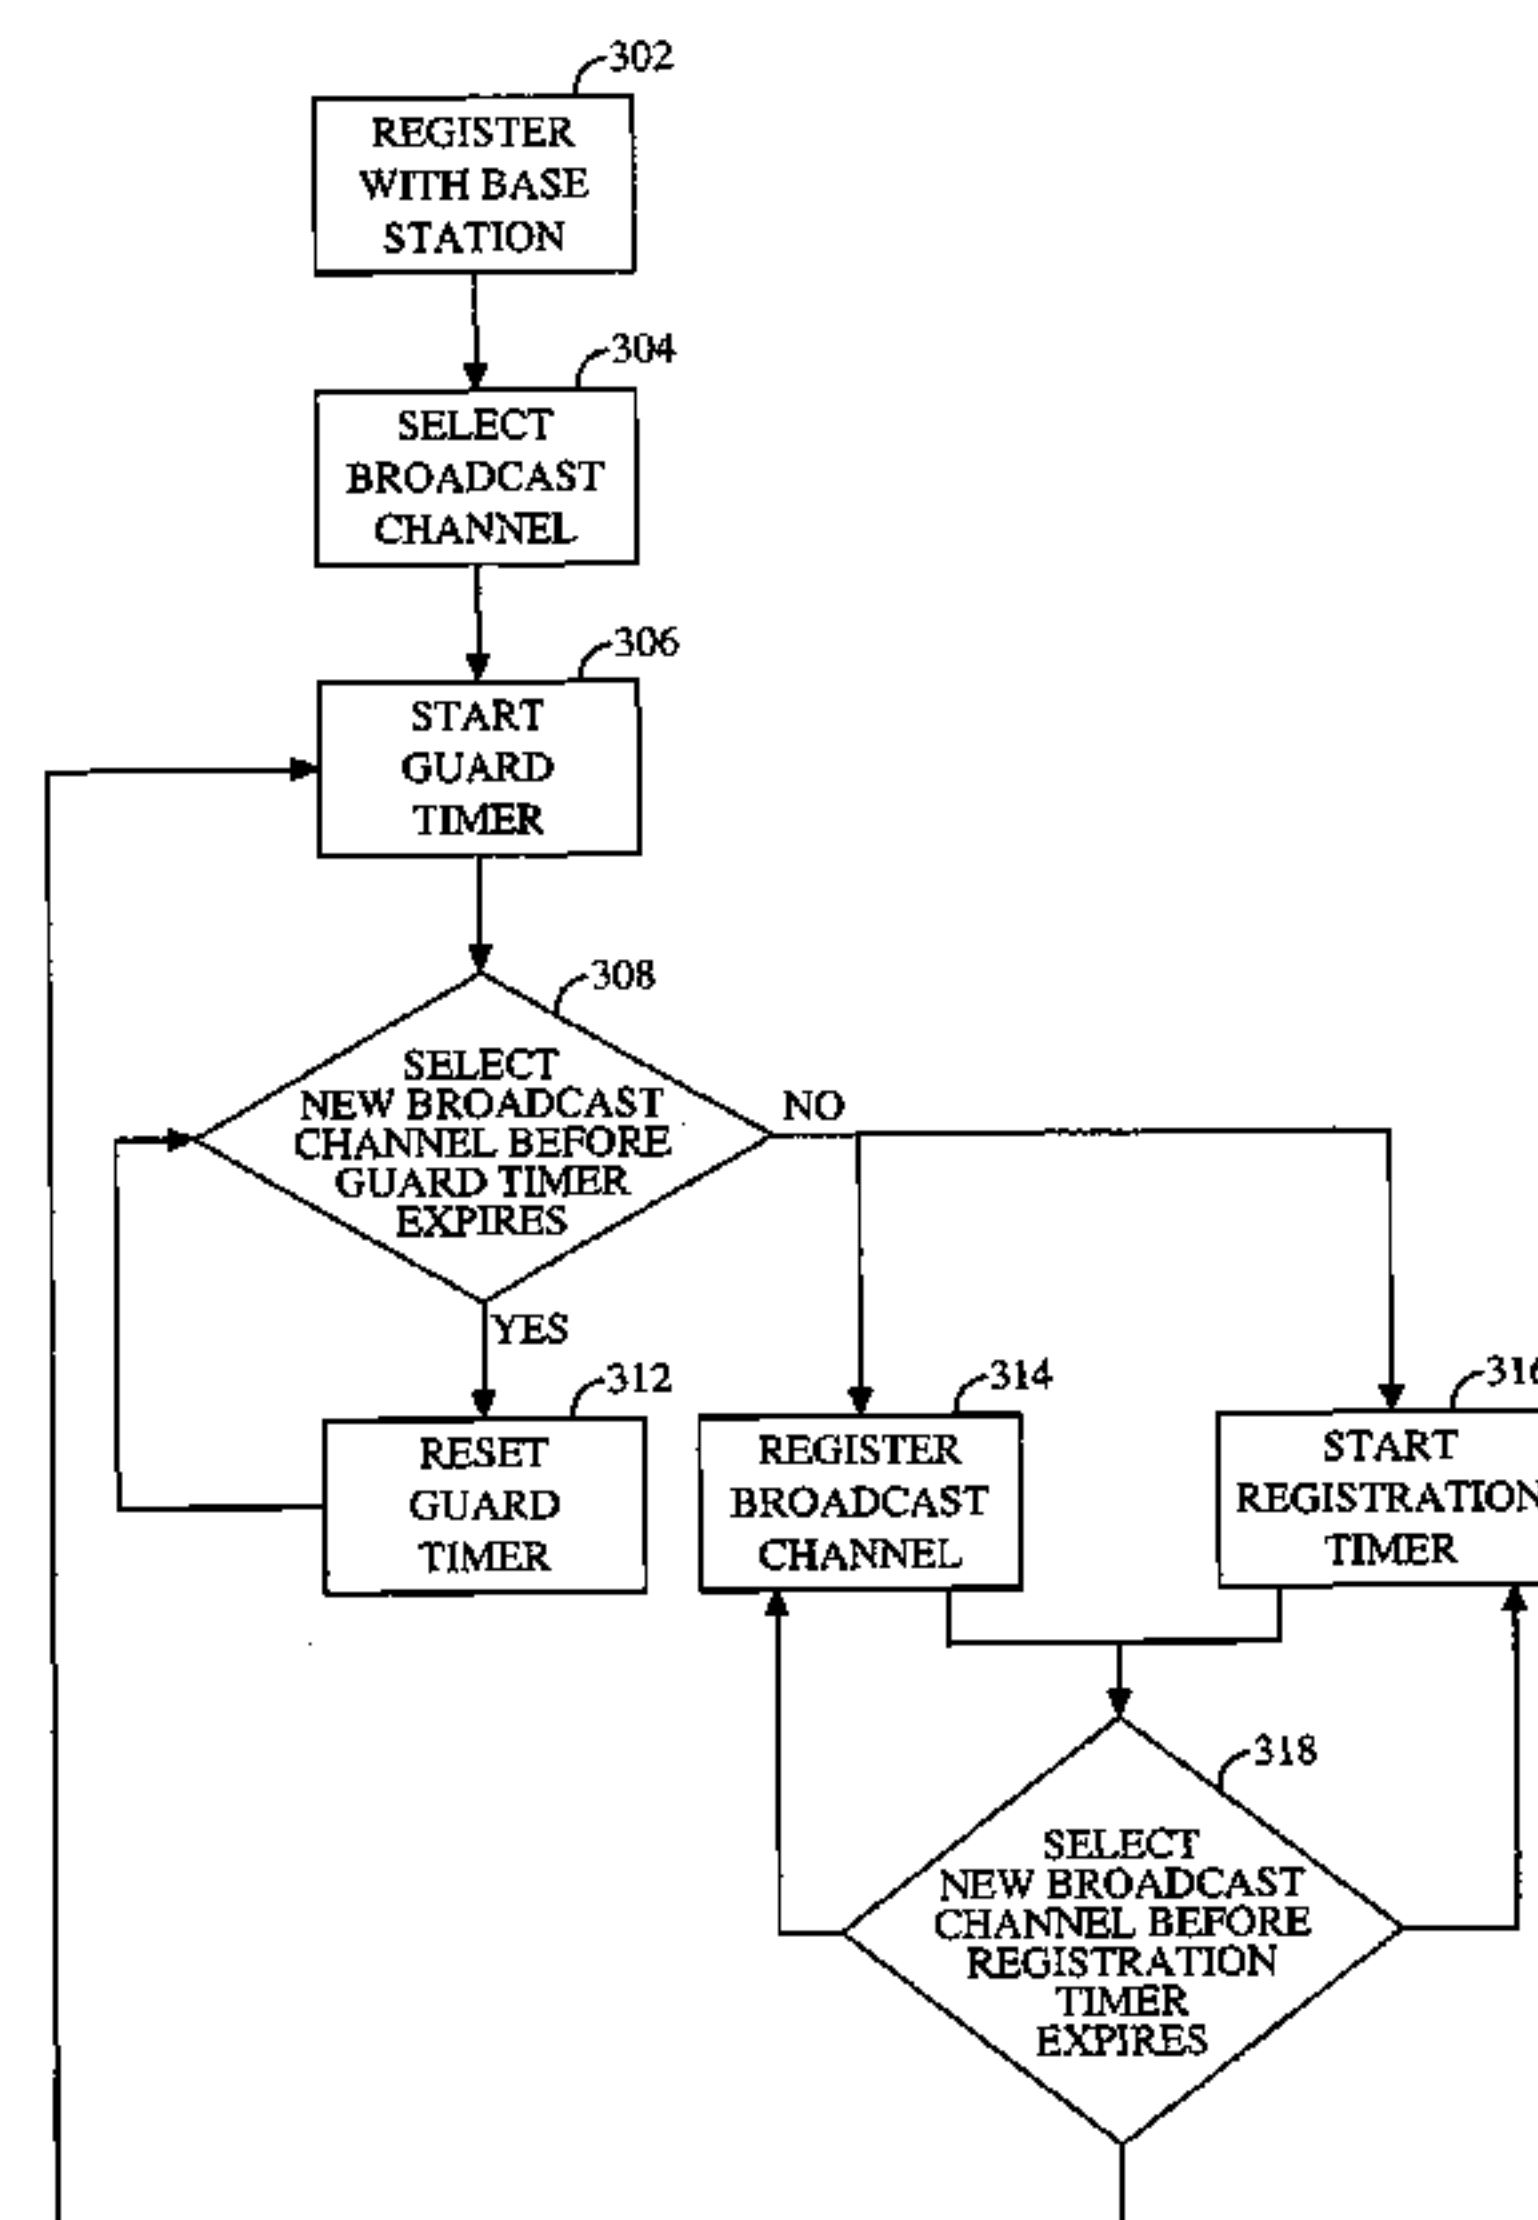 302
REGISTER
WITH BASE
STATION
304
SELECT
BROADCAST
CHANNEL
306
START
GUARD
TIMER
308
SELECT
NEW BROADCAST
CHANNEL BEFORE
GUARD TIMER
EXPIRES
NO
YES
312
RESET
GUARD
TIMER
314
REGISTER
BROADCAST
CHANNEL
316
START
REGISTRATION
TIMER
318
SELECT
NEW BROADCAST
CHANNEL BEFORE
REGISTRATION
TIMER
EXPIRES